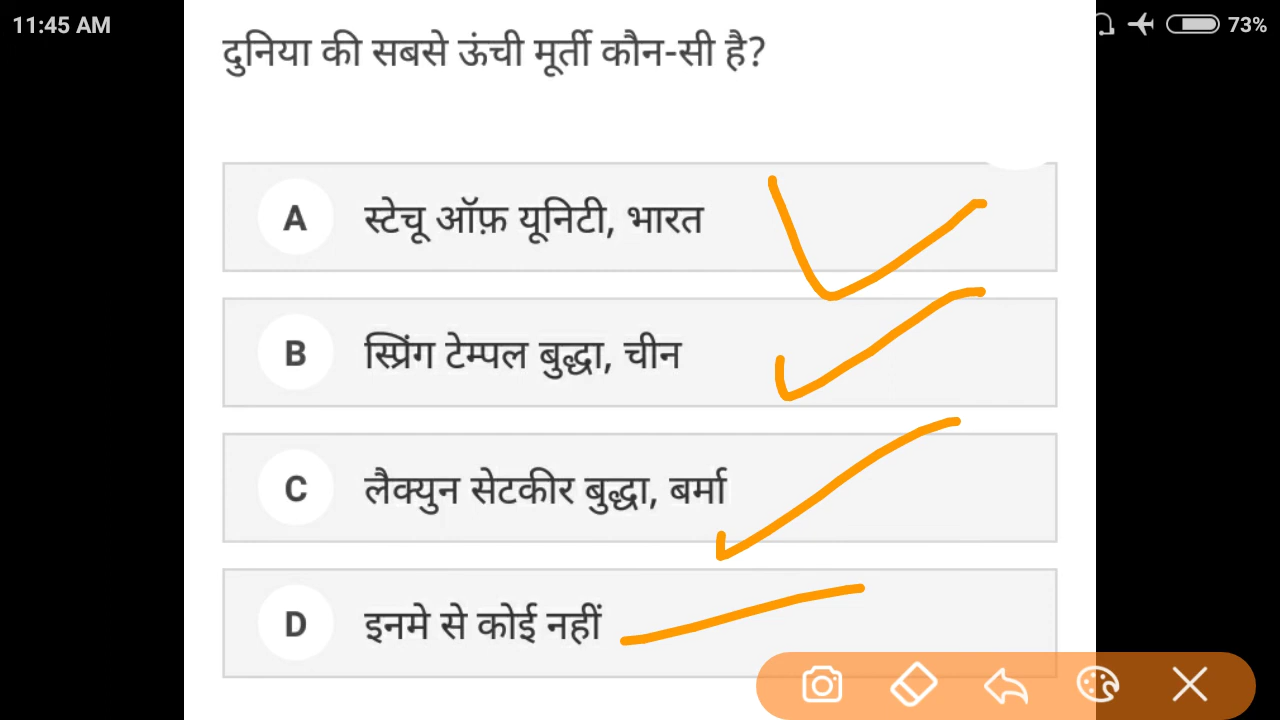 11:45 AM
73%
दुनिया की सबसे ऊंची मूर्ती कौन-सी है?
A स्टेचू ऑफ़ यूनिटी, भारत
B स्प्रिंग टेम्पल बुद्धा, चीन
C लैक्युन सेटकीर बुद्धा, बर्मा
D इनमे से कोई नहीं